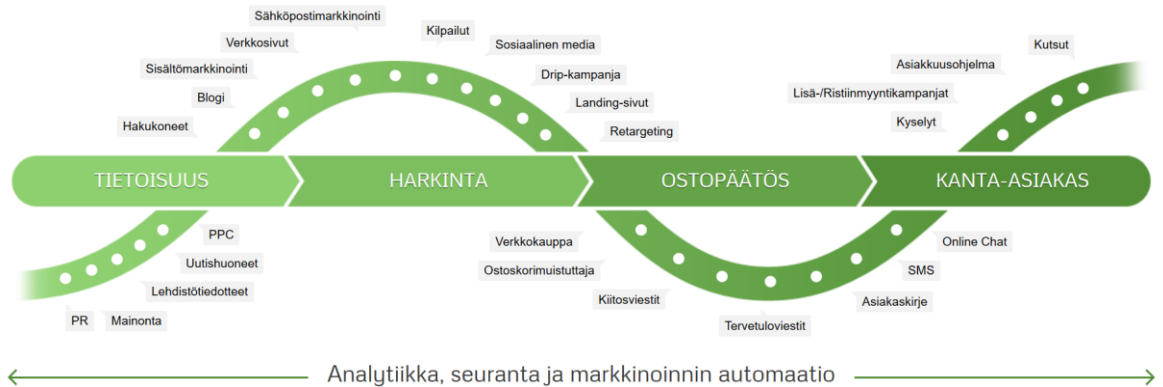 Sähköpostimarkkinointi
Kilpailut
Kutsut
Verkkosivut
Sosiaalinen media
Asiakkuusohjelma
Sisältömarkkinointi
Drip-kampanja
Lisä-/Ristiinmyyntikampanjat
Blogi
Landing-sivut
Kyselyt
Hakukoneet
Retargeting
TIETOISUUS
HARKINTA
OSTOPÄÄTÖS
KANTA-ASIAKAS
PPC
Verkkokauppa
Online Chat
Uutishuoneet
Ostoskorimuistuttaja
SMS
Lehdistötiedotteet
Kiitosviestit
Asiakaskirje
PR
Mainonta
Tervetuloviestit
Analytiikka, seuranta ja markkinoinnin automaatio